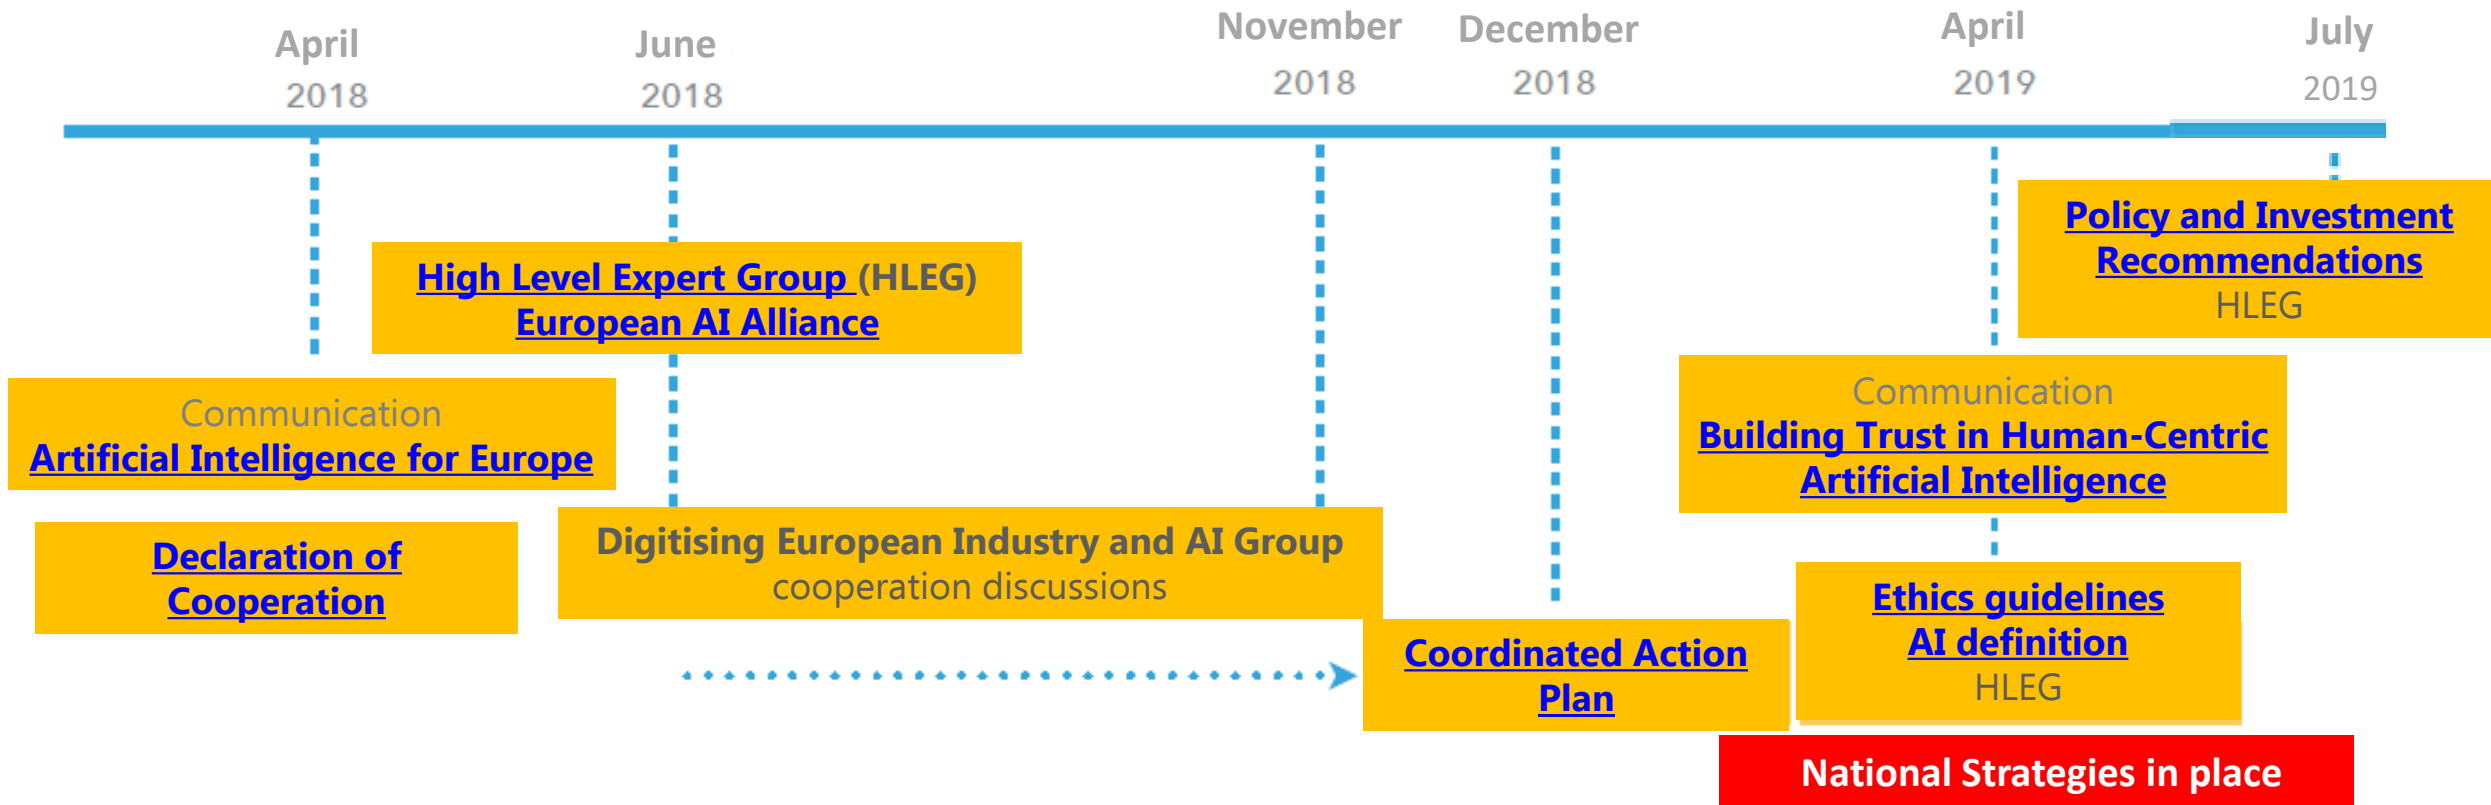 April
2018
June
2018
November
2018
December
2018
April
2019
July
2019
Policy and Investment
Recommendations
HLEG
High Level Expert Group (HLEG)
European AI Alliance
Communication
Artificial Intelligence for Europe
Communication
Building Trust in Human-Centric
Artificial Intelligence
Declaration of
Cooperation
Digitising European Industry and AI Group
cooperation discussions
Ethics guidelines
AI definition
HLEG
Coordinated Action
Plan
National Strategies in place